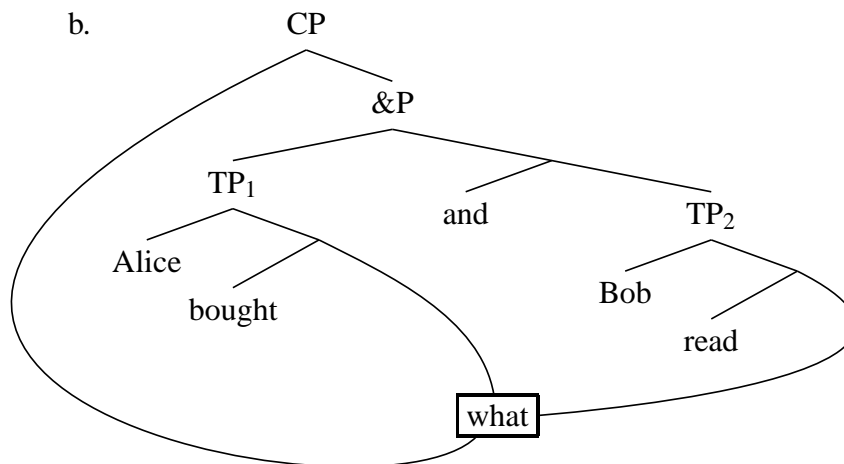 b. CP
&P
TP₁
and TP₂
Alice
Bob
bought
read
what